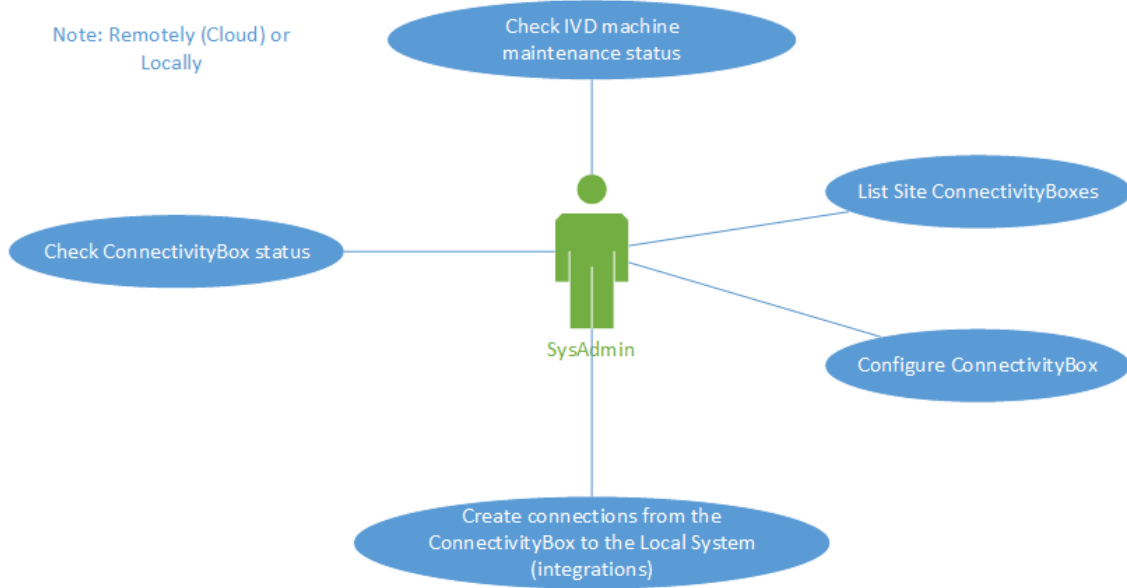 Note: Remotely (Cloud) or
Locally
Check IVD machine
maintenance status
List Site ConnectivityBoxes
Check ConnectivityBox status
SysAdmin
Configure ConnectivityBox
Create connections from the
ConnectivityBox to the Local System
(integrations)